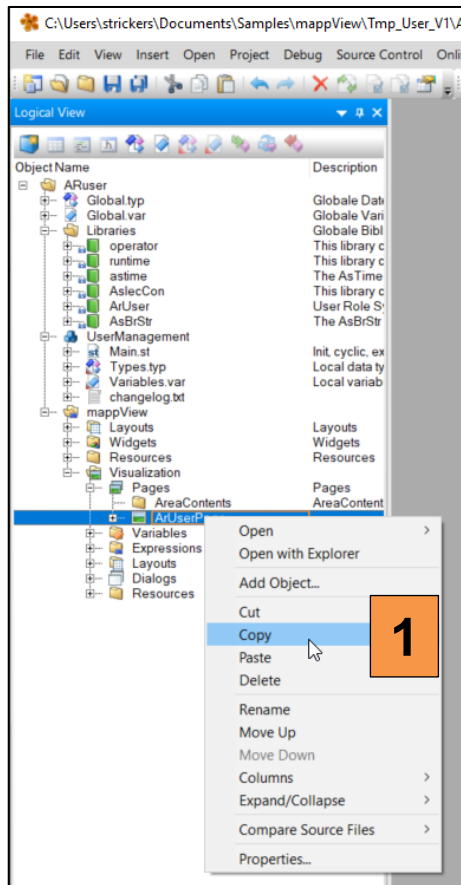 C:\Users\strickers\Documents\Samples\mappView\Tmp_User_V1\A
File Edit View Insert Open Project Debug Source Control Onli
Logical View
Object Name Description
ARuser
Global.typ Globale Date
Global.var Globale Vari
Libraries Globale Bibl
operator This library c
runtime This library c
astime The AsTime
AsIecCon This library c
ArUser User Role Sy
AsBrStr The AsBrStr
UserManagement
Main.st Init, cyclic, ex
Types.typ Local data ty
Variables.var Local variab
changelog.txt
mappView
Layouts Layouts
Widgets Widgets
Resources Resources
Visualization
Pages Pages
AreaContents AreaContent
ArUserP
Variables
Expressions
Layouts
Dialogs
Resources
Open
Open with Explorer
Add Object...
Cut
Copy
Paste
Delete
Rename
Move Up
Move Down
Columns
Expand/Collapse
Compare Source Files
Properties...
1